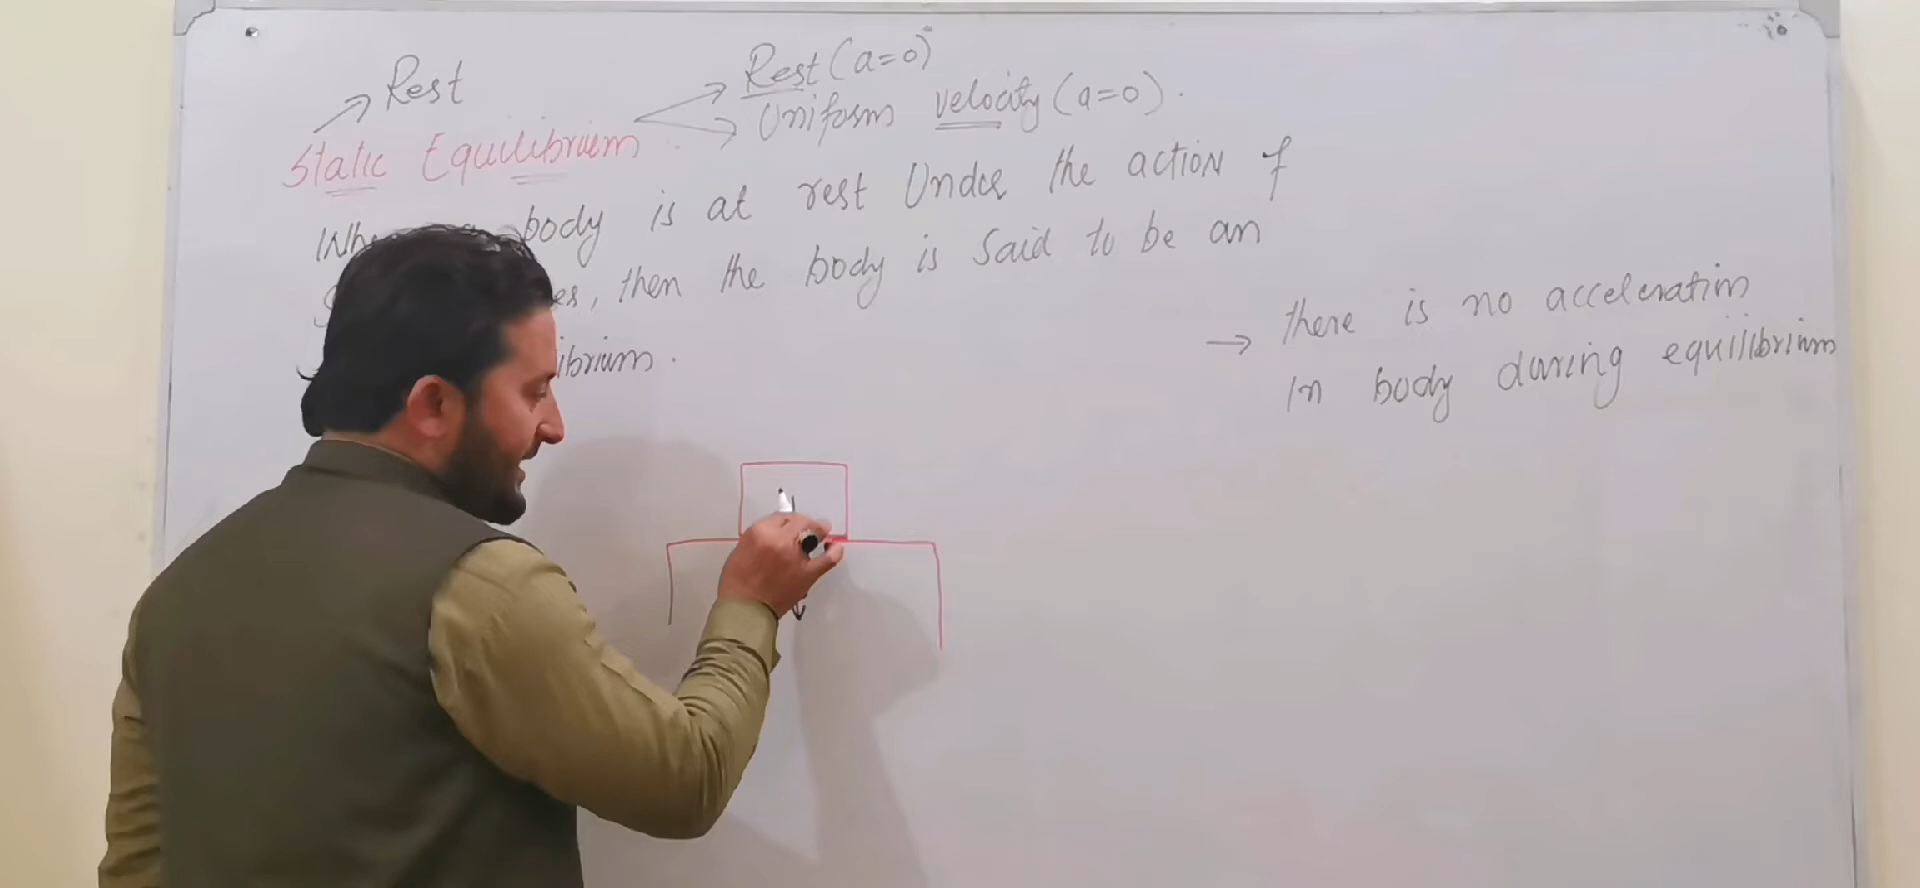 Rest
Rest (a=0)
Uniform velocity (a=0).
Static Equilibrium
body is at rest Under the action of
then the body is said to be an
→ there is no acceleration
in body during equilibrium